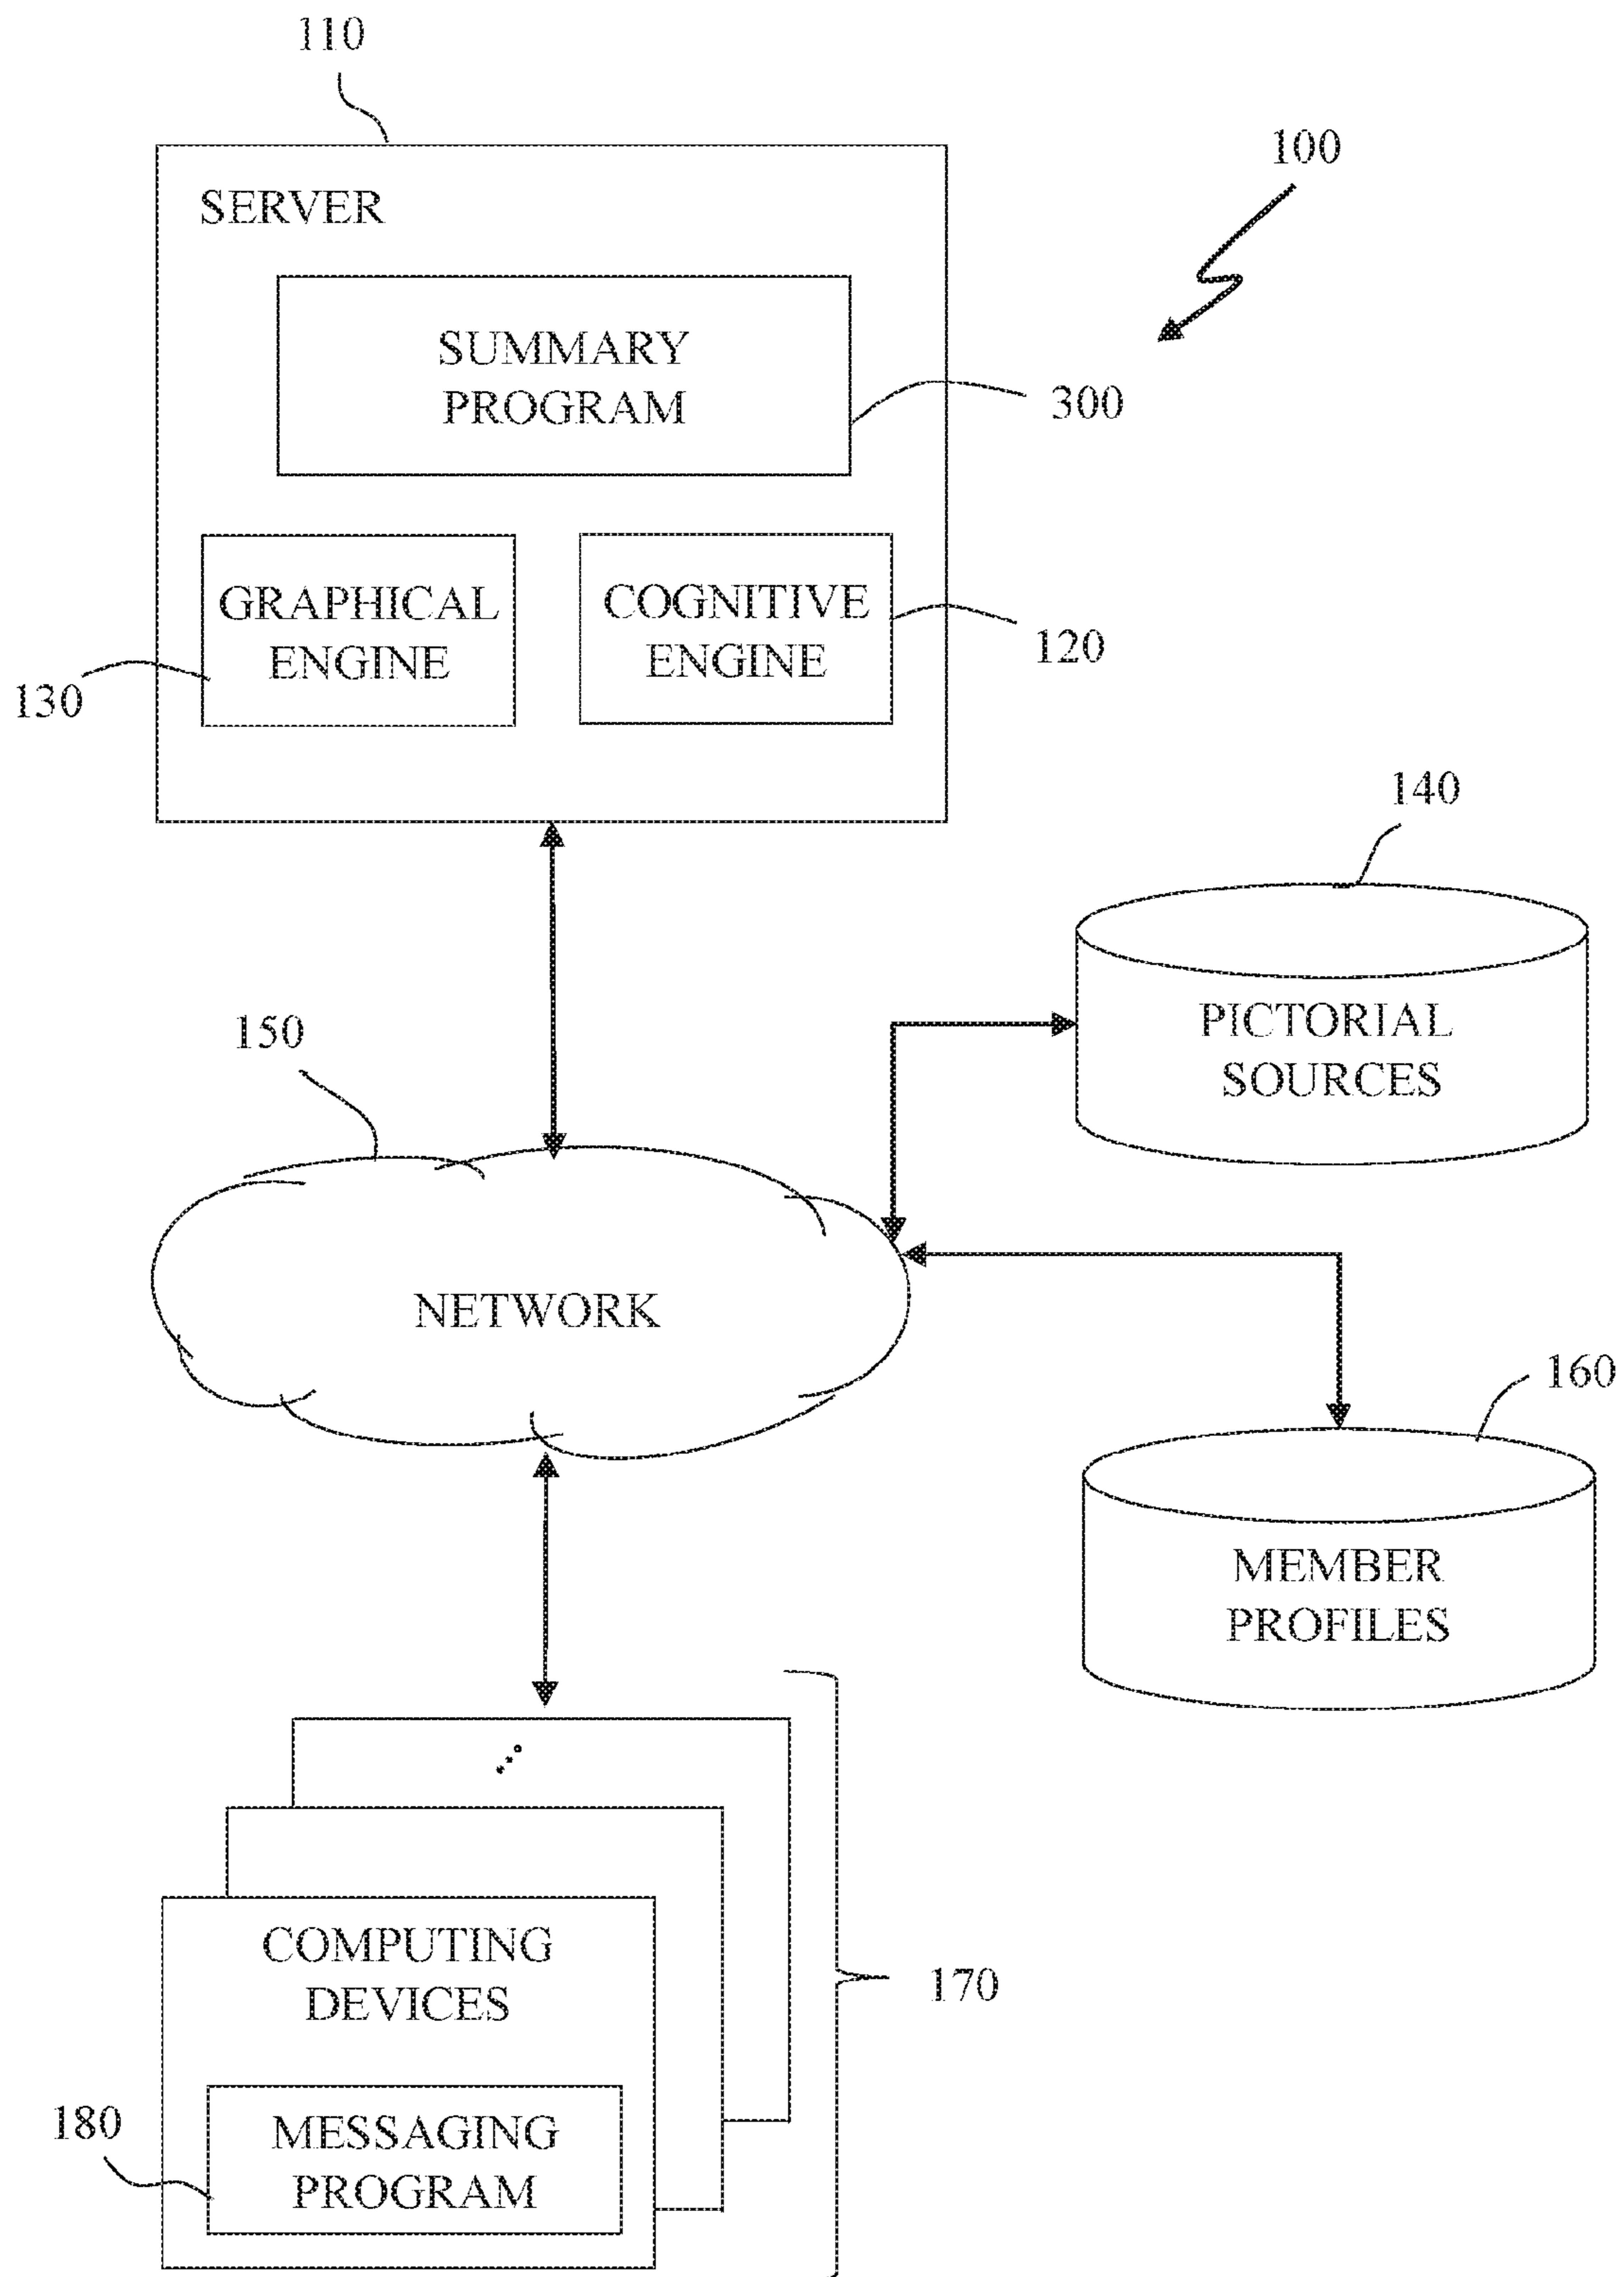 110
100
SERVER
SUMMARY
PROGRAM
300
GRAPHICAL
ENGINE
COGNITIVE
ENGINE
120
130
140
PICTORIAL
SOURCES
150
NETWORK
160
MEMBER
PROFILES
COMPUTING
DEVICES
170
180
MESSAGING
PROGRAM